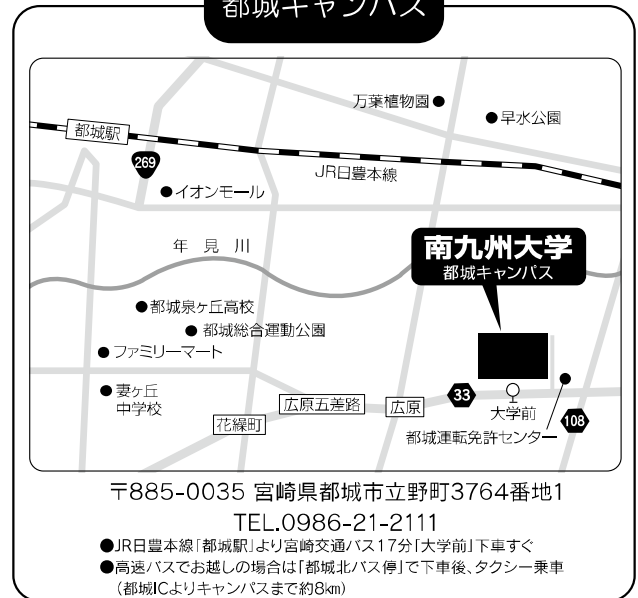 都城キャンパス
万葉植物園
早水公園
都城駅
269
JR日豊本線
イオンモール
年見川
南九州大学
都城キャンパス
都城泉ヶ丘高校
都城総合運動公園
ファミリーマート
妻ヶ丘
中学校
広原五差路
広原
33
大学前
花繰町
都城運転免許センター
108
〒885-0035 宮崎県都城市立野町3764番地1
TEL.0986-21-2111
●JR日豊本線「都城駅」より宮崎交通バス17分「大学前」下車すぐ
●高速バスでお越しの場合は「都城北バス停」で下車後、タクシー乗車
（都城ICよりキャンパスまで約8km）